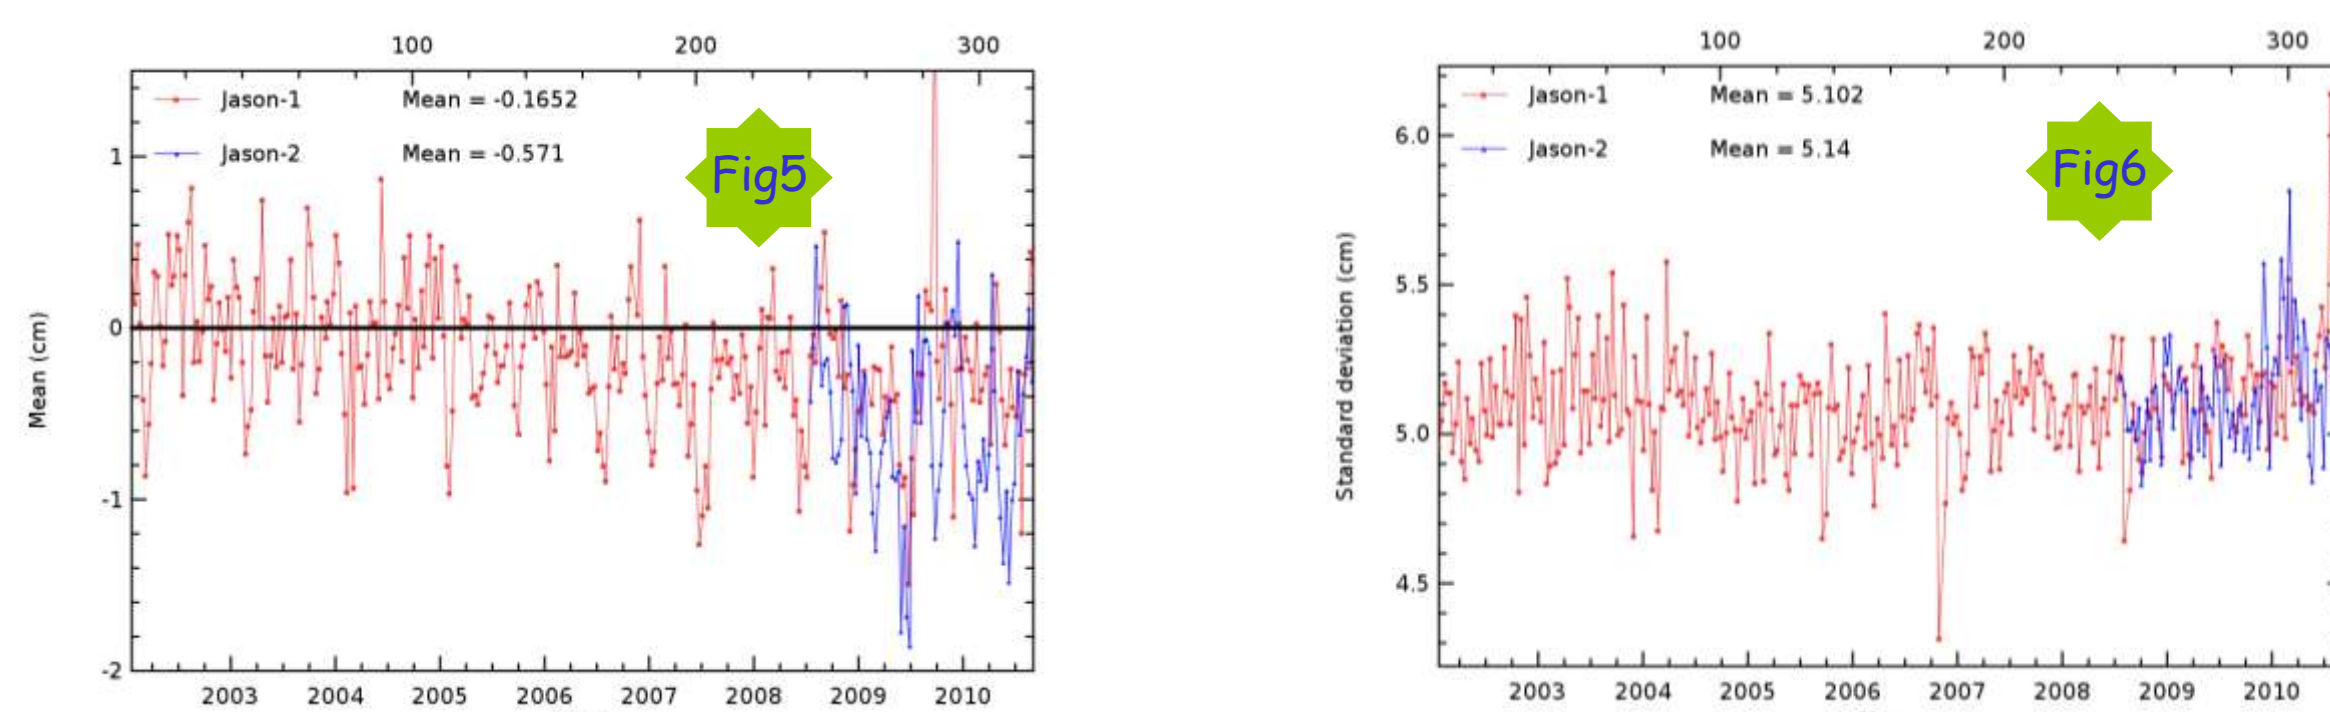 100 200 300
Jason-1 Mean = -0.1652
Jason-2 Mean = -0.571
Fig5
1
0
-1
-2
Mean (cm)
2003 2004 2005 2006 2007 2008 2009 2010
100 200 300
Jason-1 Mean = 5.102
Jason-2 Mean = 5.14
Fig6
6.0
5.5
5.0
4.5
Standard deviation (cm)
2003 2004 2005 2006 2007 2008 2009 2010